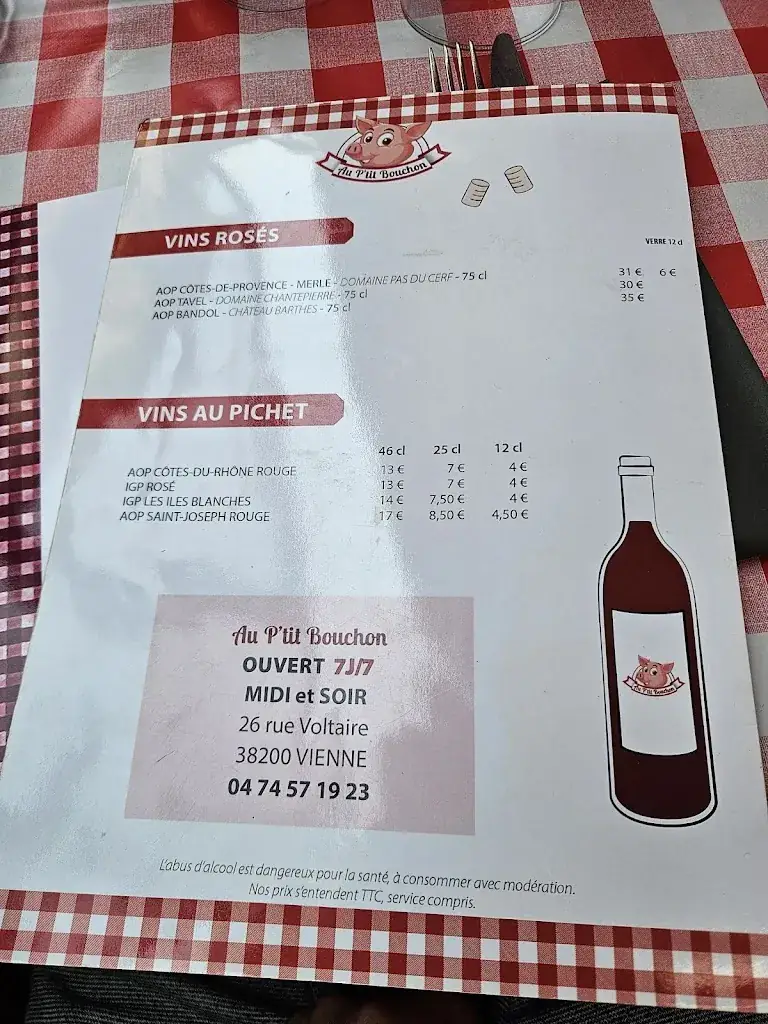 Au P'tit Bouchon
VINS ROSÉS
VERRE 12 cl
AOP CÔTES-DE-PROVENCE - MERLE - DOMAINE PAS DU CERF - 75 cl 31 € 6 €
AOP TAVEL - DOMAINE CHANTEPIERRE - 75 cl 30 €
AOP BANDOL - CHÂTEAU BARTHES - 75 cl 35 €
VINS AU PICHET
46 cl 25 cl 12 cl
AOP CÔTES-DU-RHÔNE ROUGE 13 € 7 € 4 €
IGP ROSÉ 13 € 7 € 4 €
IGP LES ILES BLANCHES 14 € 7,50 € 4 €
AOP SAINT-JOSEPH ROUGE 17 € 8,50 € 4,50 €
Au P'tit Bouchon
OUVERT 7J/7
MIDI et SOIR
26 rue Voltaire
38200 VIENNE
04 74 57 19 23
Au P'tit Bouchon
L'abus d'alcool est dangereux pour la santé, à consommer avec modération.
Nos prix s'entendent TTC, service compris.